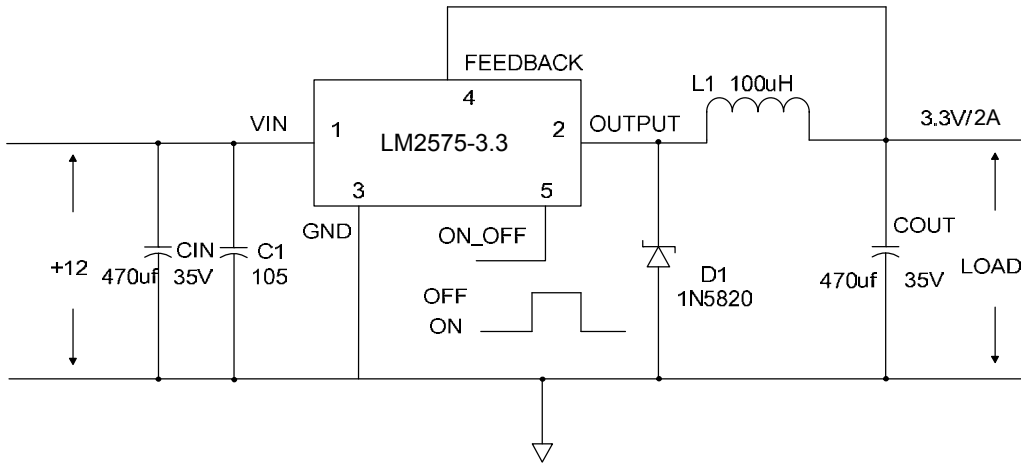 FEEDBACK
4
L1 100uH
VIN
1
LM2575-3.3
2
OUTPUT
3.3V/2A
3
5
GND
ON_OFF
COUT
+12
CIN
470uf 35V
C1
105
D1
1N5820
470uf 35V
LOAD
OFF
ON